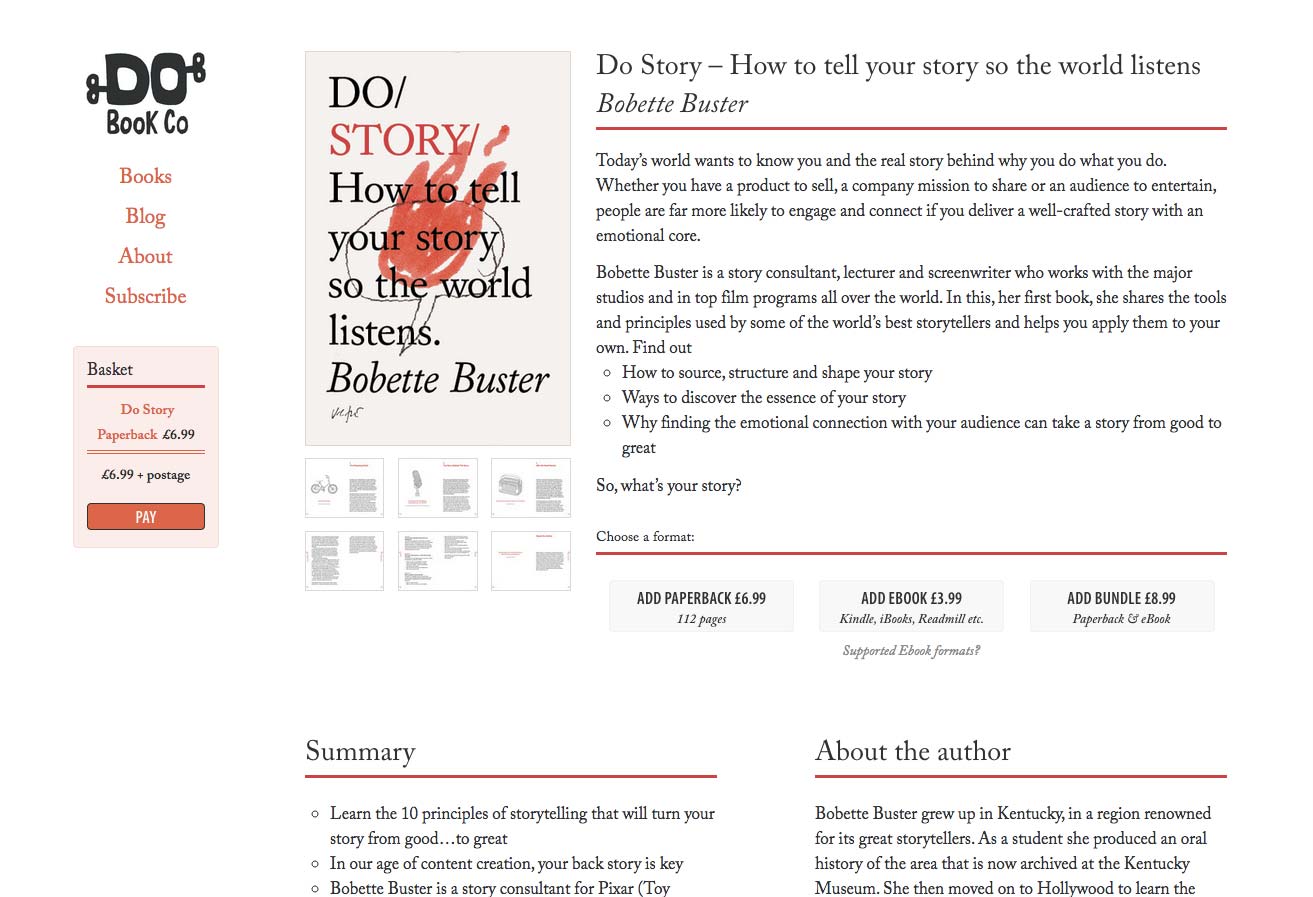 DO
BOOK CO
Books
Blog
About
Subscribe
Basket
Do Story
Paperback £6.99
£6.99 + postage
PAY
DO/
STORY/
How to tell
your story
so the world
listens.
Bobette Buster
Do Story – How to tell your story so the world listens
Bobette Buster
Today's world wants to know you and the real story behind why you do what you do.
Whether you have a product to sell, a company mission to share or an audience to entertain,
people are far more likely to engage and connect if you deliver a well-crafted story with an
emotional core.
Bobette Buster is a story consultant, lecturer and screenwriter who works with the major
studios and in top film programs all over the world. In this, her first book, she shares the tools
and principles used by some of the world's best storytellers and helps you apply them to your
own. Find out
How to source, structure and shape your story
Ways to discover the essence of your story
Why finding the emotional connection with your audience can take a story from good to
great
So, what's your story?
Choose a format:
ADD PAPERBACK £6.99
112 pages
ADD EBOOK £3.99
Kindle, iBooks, Readmill etc.
ADD BUNDLE £8.99
Paperback & eBook
Supported Ebook formats?
Summary
Learn the 10 principles of storytelling that will turn your
story from good…to great
In our age of content creation, your back story is key
Bobette Buster is a story consultant for Pixar (Toy
About the author
Bobette Buster grew up in Kentucky, in a region renowned
for its great storytellers. As a student she produced an oral
history of the area that is now archived at the Kentucky
Museum. She then moved on to Hollywood to learn the